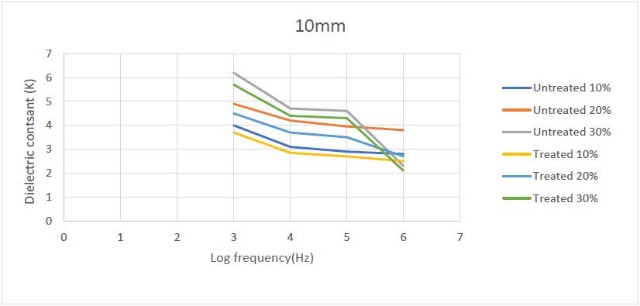 10mm
7
6
5
4
3
2
1
0
Dielectric contsant (K)
0 1 2 3 4 5 6 7
Log frequency(Hz)
Untreated 10%
Untreated 20%
Untreated 30%
Treated 10%
Treated 20%
Treated 30%